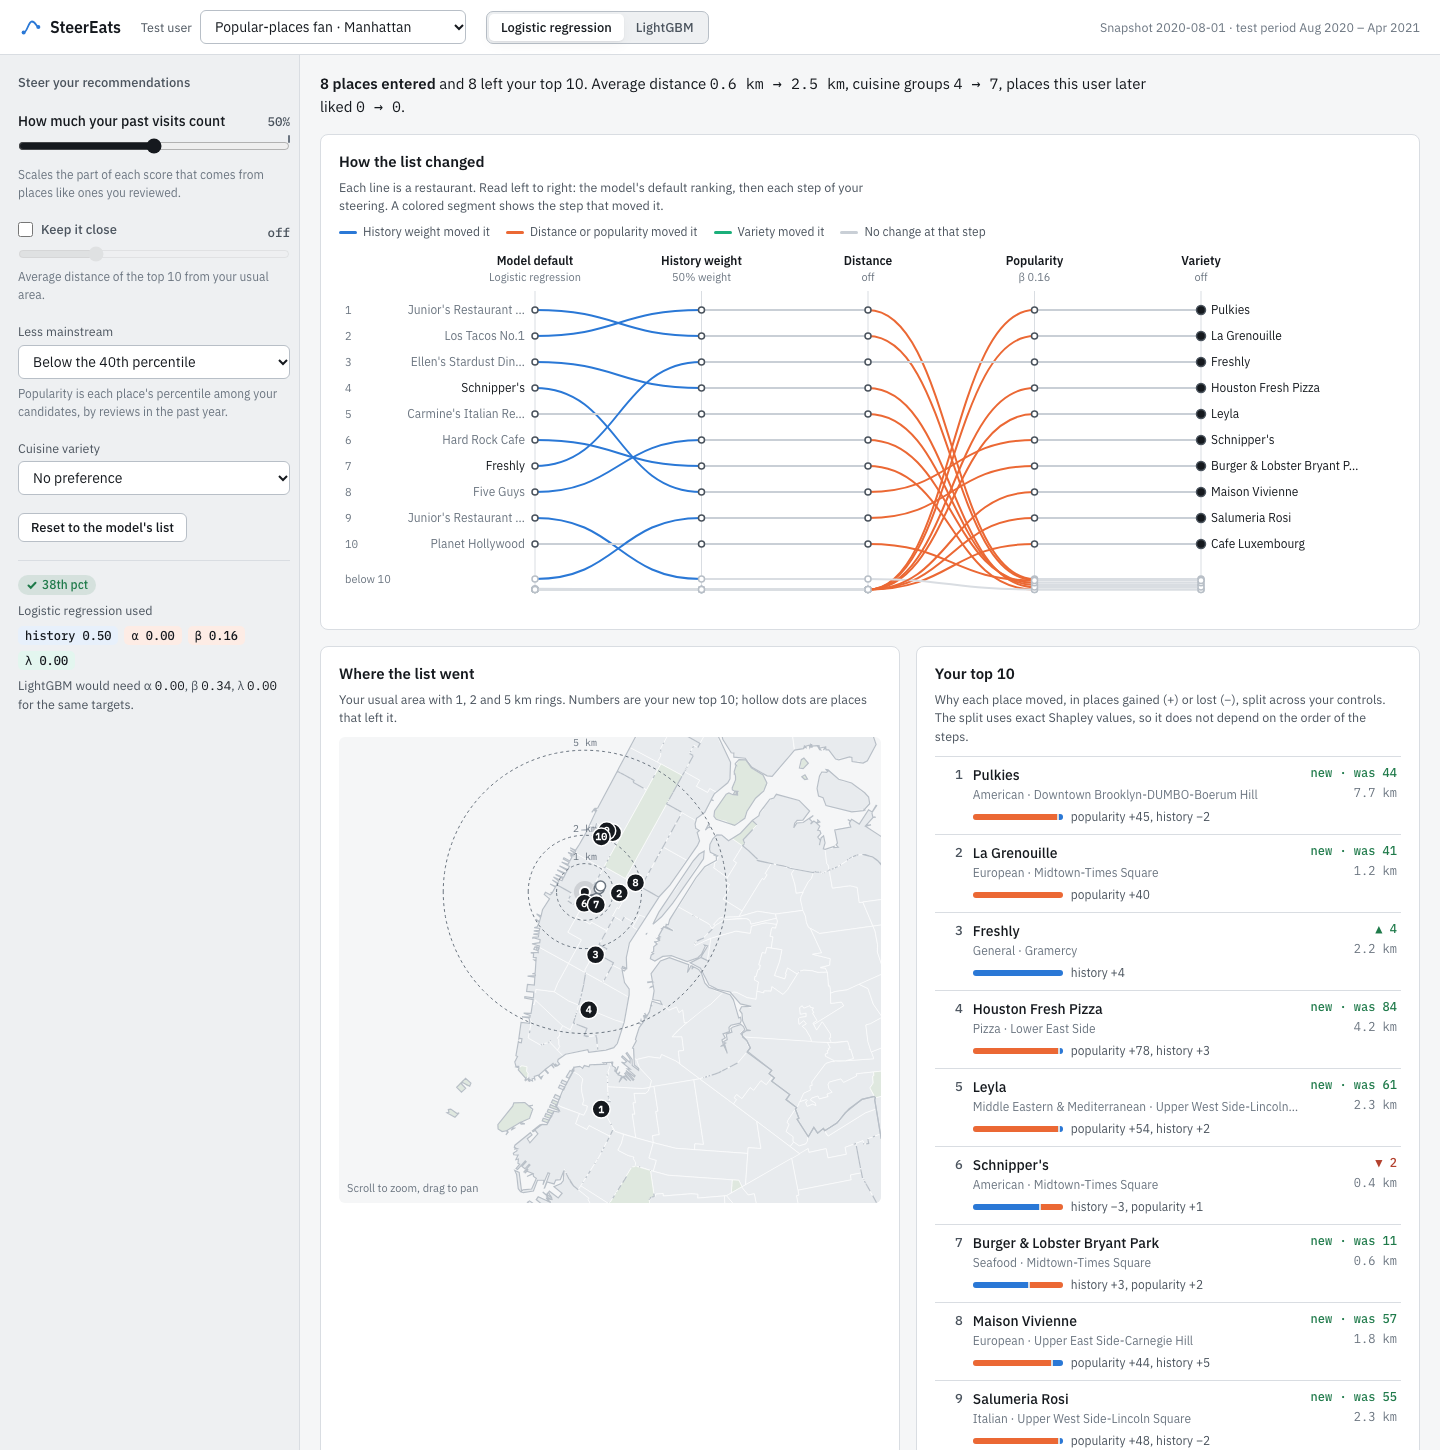 SteerEats
Test user
Popular-places fan · Manhattan
Logistic regression
LightGBM
Snapshot 2020-08-01 · test period Aug 2020 – Apr 2021
Steer your recommendations
How much your past visits count
50%
Scales the part of each score that comes from
places like ones you reviewed.
Keep it close
off
Average distance of the top 10 from your usual
area.
Less mainstream
Below the 40th percentile
Popularity is each place's percentile among your
candidates, by reviews in the past year.
Cuisine variety
No preference
Reset to the model's list
38th pct
Logistic regression used
history 0.50
α 0.00
β 0.16
λ 0.00
LightGBM would need α 0.00, β 0.34, λ 0.00
for the same targets.
8 places entered and 8 left your top 10. Average distance 0.6 km → 2.5 km, cuisine groups 4 → 7, places this user later
liked 0 → 0.
How the list changed
Each line is a restaurant. Read left to right: the model's default ranking, then each step of your
steering. A colored segment shows the step that moved it.
History weight moved it
Distance or popularity moved it
Variety moved it
No change at that step
Model default
Logistic regression
History weight
50% weight
Distance
off
Popularity
β 0.16
Variety
off
1 Junior's Restaurant ... Pulkies
2 Los Tacos No.1 La Grenouille
3 Ellen's Stardust Din... Freshly
4 Schnipper's Houston Fresh Pizza
5 Carmine's Italian Re... Leyla
6 Hard Rock Cafe Schnipper's
7 Freshly Burger & Lobster Bryant P...
8 Five Guys Maison Vivienne
9 Junior's Restaurant ... Salumeria Rosi
10 Planet Hollywood Cafe Luxembourg
below 10
Where the list went
Your usual area with 1, 2 and 5 km rings. Numbers are your new top 10; hollow dots are places
that left it.
5 km
2 km
10
1 km
8
2
6
7
3
4
1
Scroll to zoom, drag to pan
Your top 10
Why each place moved, in places gained (+) or lost (−), split across your controls.
The split uses exact Shapley values, so it does not depend on the order of the
steps.
1 Pulkies new · was 44
American · Downtown Brooklyn-DUMBO-Boerum Hill 7.7 km
popularity +45, history −2
2 La Grenouille new · was 41
European · Midtown-Times Square 1.2 km
popularity +40
3 Freshly ▲ 4
General · Gramercy 2.2 km
history +4
4 Houston Fresh Pizza new · was 84
Pizza · Lower East Side 4.2 km
popularity +78, history +3
5 Leyla new · was 61
Middle Eastern & Mediterranean · Upper West Side-Lincoln... 2.3 km
popularity +54, history +2
6 Schnipper's ▼ 2
American · Midtown-Times Square 0.4 km
history −3, popularity +1
7 Burger & Lobster Bryant Park new · was 11
Seafood · Midtown-Times Square 0.6 km
history +3, popularity +2
8 Maison Vivienne new · was 57
European · Upper East Side-Carnegie Hill 1.8 km
popularity +44, history +5
9 Salumeria Rosi new · was 55
Italian · Upper West Side-Lincoln Square 2.3 km
popularity +48, history −2